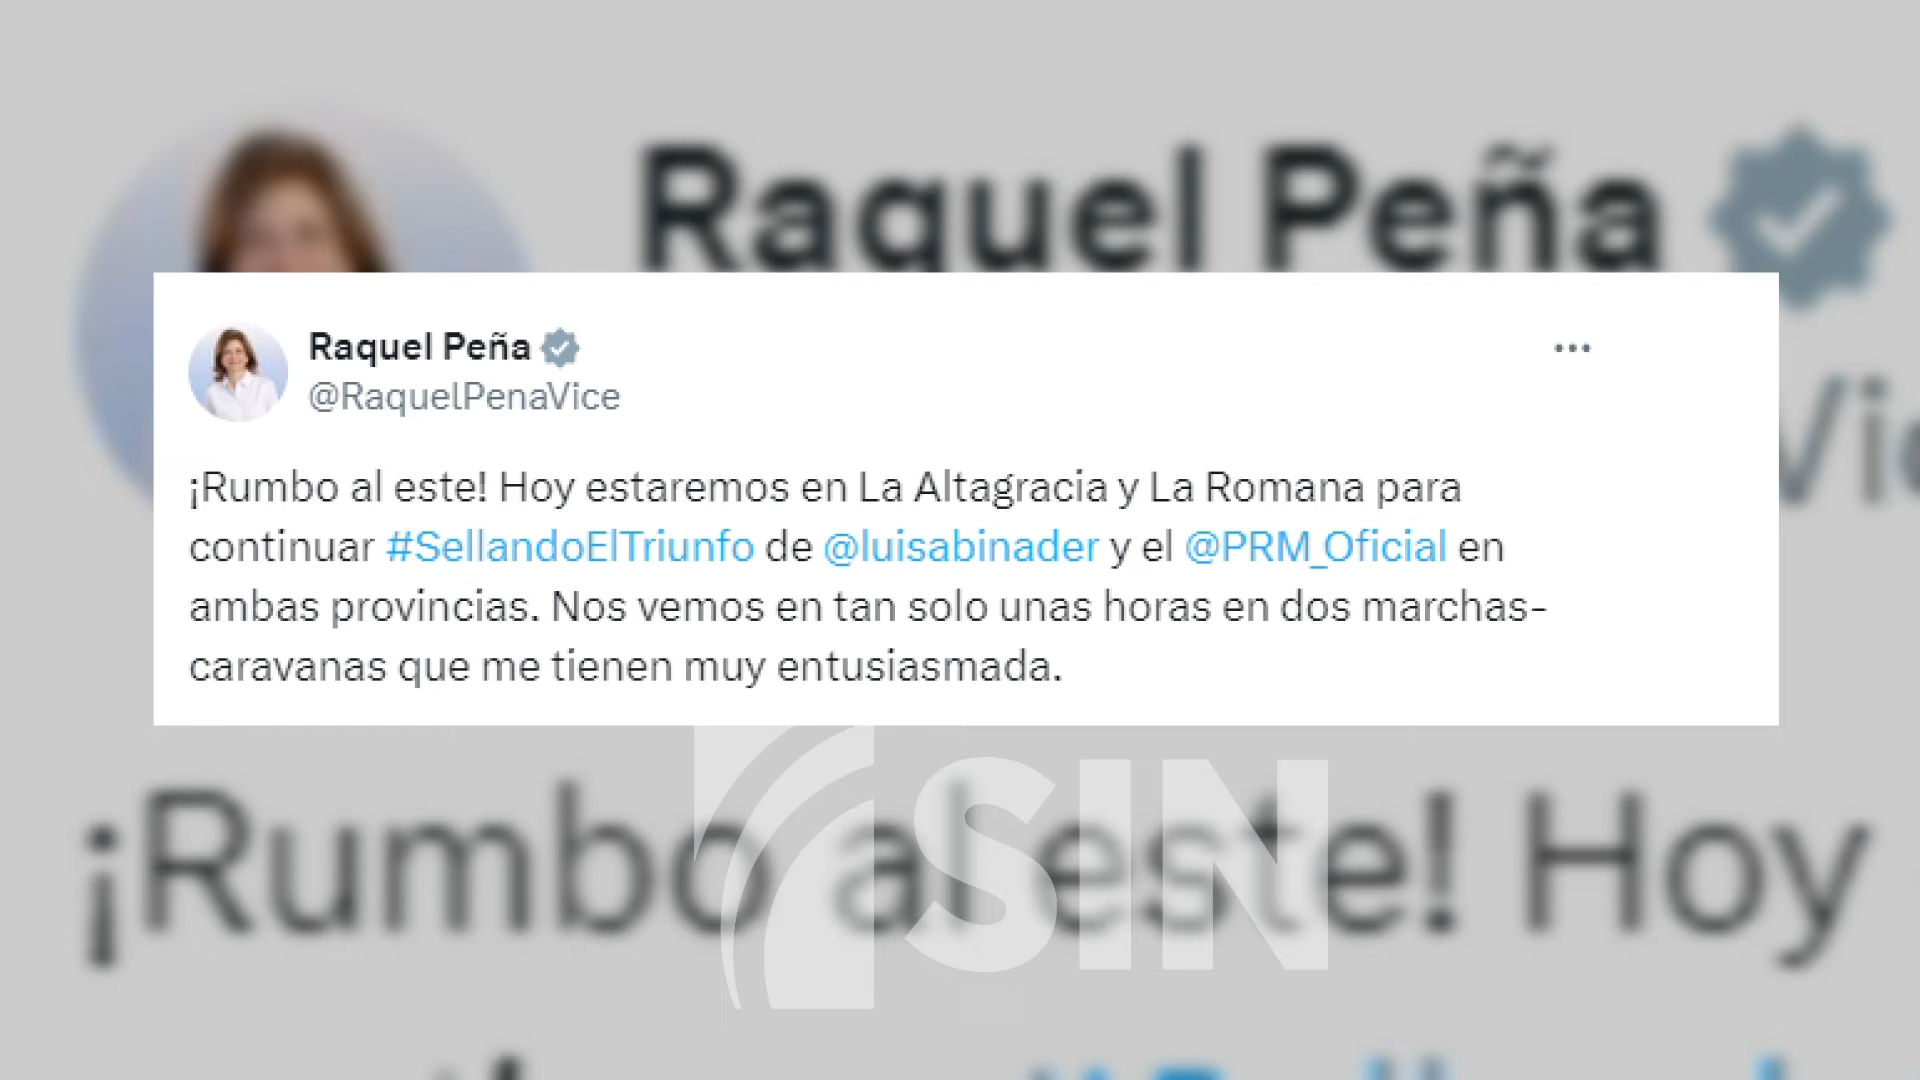 Raquel Peña
Raquel Peña
@RaquelPenaVice
¡Rumbo al este! Hoy estaremos en La Altagracia y La Romana para
continuar #SellandoElTriunfo de @luisabinader y el @PRM_Oficial en
ambas provincias. Nos vemos en tan solo unas horas en dos marchas-
caravanas que me tienen muy entusiasmada.
SIN
¡Rumbo al este! Hoy